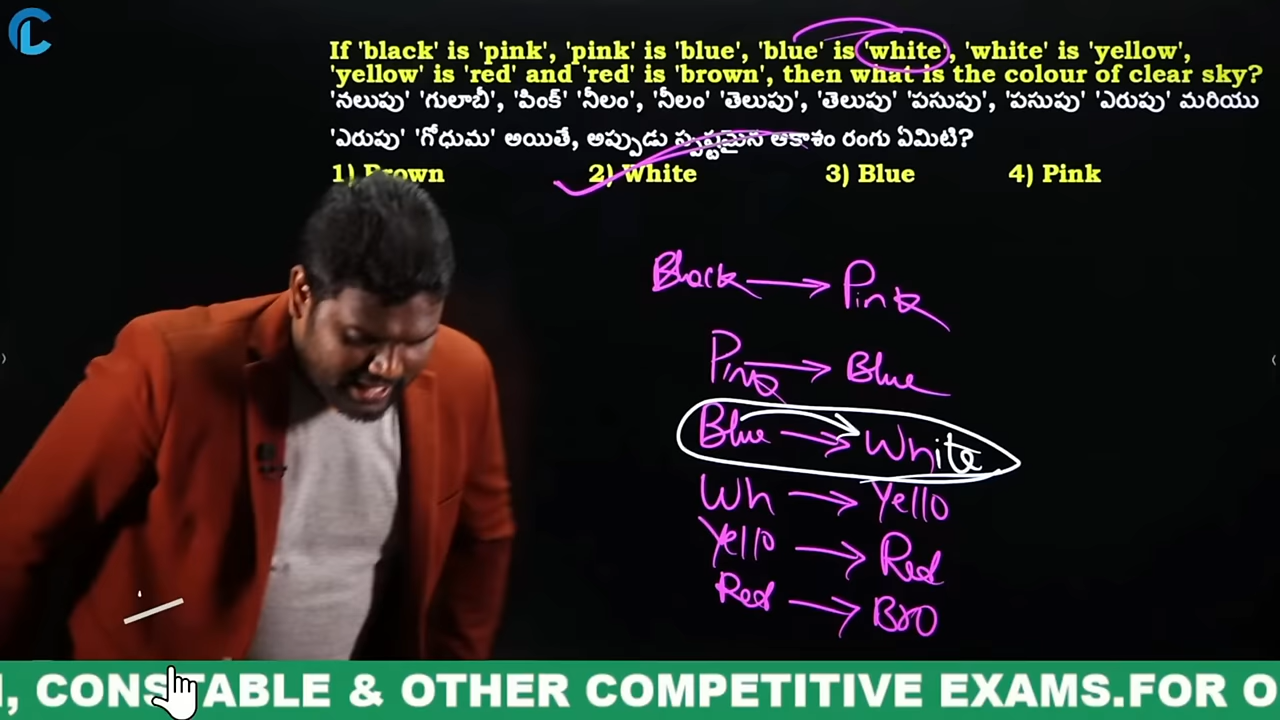 If 'black' is 'pink', 'pink' is 'blue', 'blue' is 'white', 'white' is 'yellow',
'yellow' is 'red' and 'red' is 'brown', then what is the colour of clear sky?
'నలుపు' 'గులాబీ', 'పింక్' 'నీలం', 'నీలం' 'తెలుపు', 'తెలుపు' 'పసుపు', 'పసుపు' 'ఎరుపు' మరియు
'ఎరుపు' 'గోధుమ' అయితే, అప్పుడు స్పష్టమైన ఆకాశం రంగు ఏమిటి?
1) Brown 2) White 3) Blue 4) Pink
Black → Pink
Pink → Blue
Blue → White
Wh → Yello
Yello → Red
Red → Bro
, CONSTABLE & OTHER COMPETITIVE EXAMS.FOR O